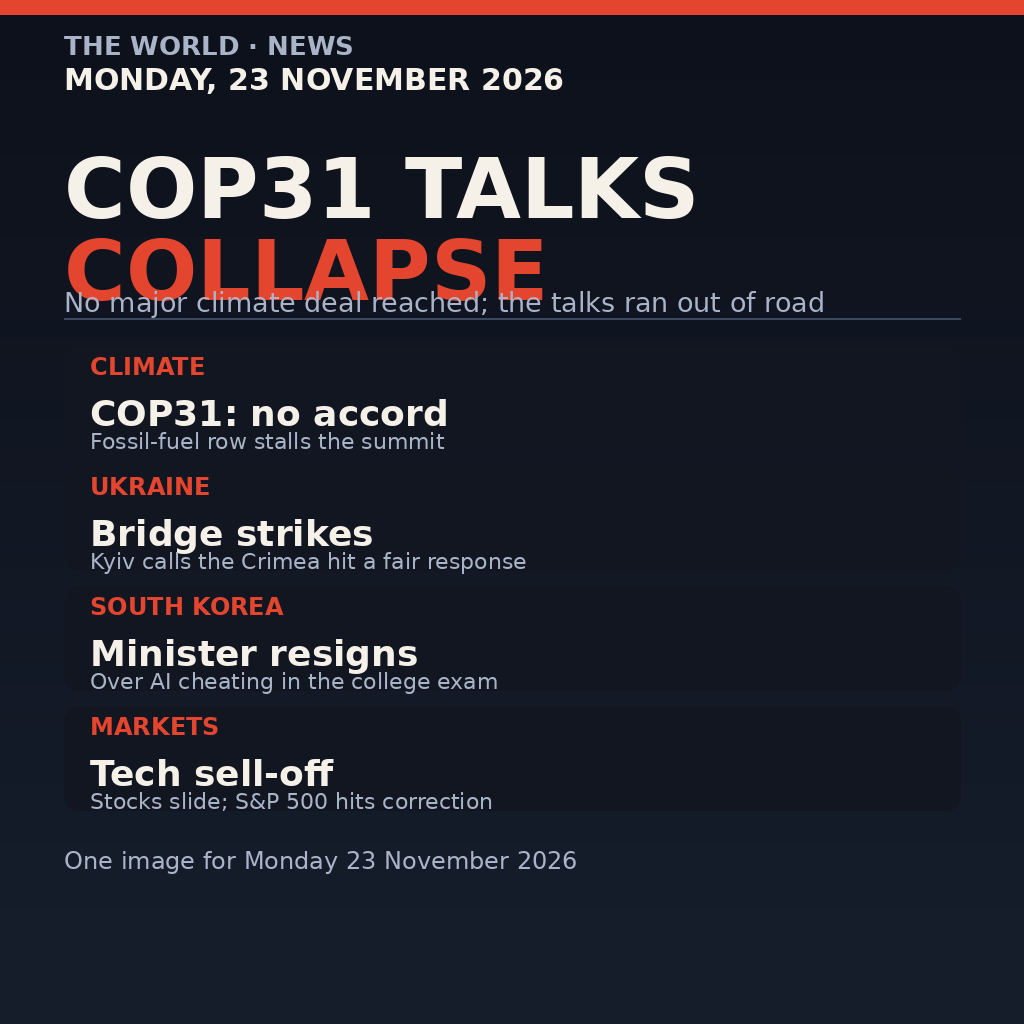 THE WORLD · NEWS
MONDAY, 23 NOVEMBER 2026
COP31 TALKS
COLLAPSE
No major climate deal reached; the talks ran out of road
CLIMATE
COP31: no accord
Fossil-fuel row stalls the summit
UKRAINE
Bridge strikes
Kyiv calls the Crimea hit a fair response
SOUTH KOREA
Minister resigns
Over AI cheating in the college exam
MARKETS
Tech sell-off
Stocks slide; S&P 500 hits correction
One image for Monday 23 November 2026